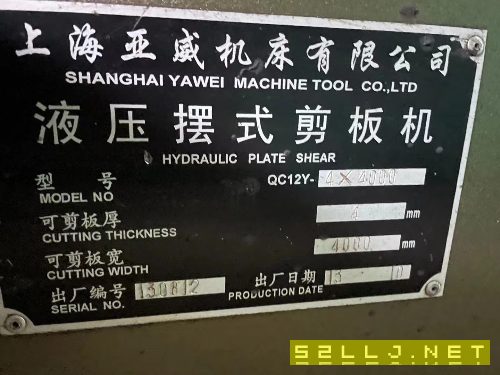 上海亚威机床有限公司
SHANGHAI YAWEI MACHINE TOOL CO.,LTD
液压摆式剪板机
HYDRAULIC PLATE SHEAR
型号 QC12Y-4×4000
MODEL NO
可剪板厚 4 mm
CUTTING THICKNESS
可剪板宽 4000 mm
CUTTING WIDTH
出厂编号 出厂日期 13
SERIAL NO. PRODUCTION DATE
52LLJ.NET